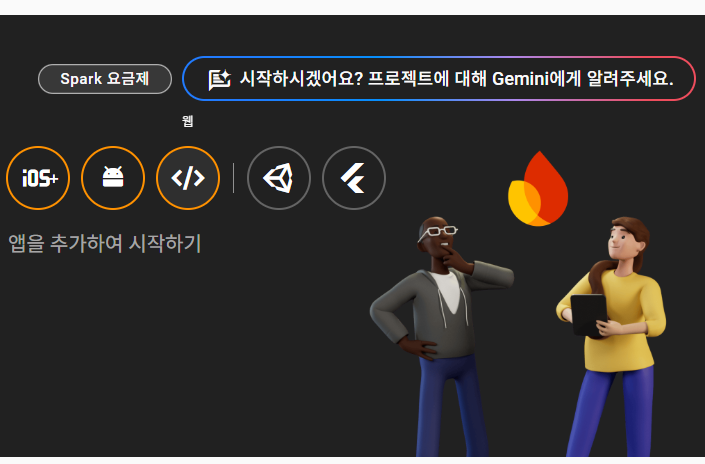 Spark 요금제
시작하시겠어요? 프로젝트에 대해 Gemini에게 알려주세요.
웹
iOS+
앱을 추가하여 시작하기